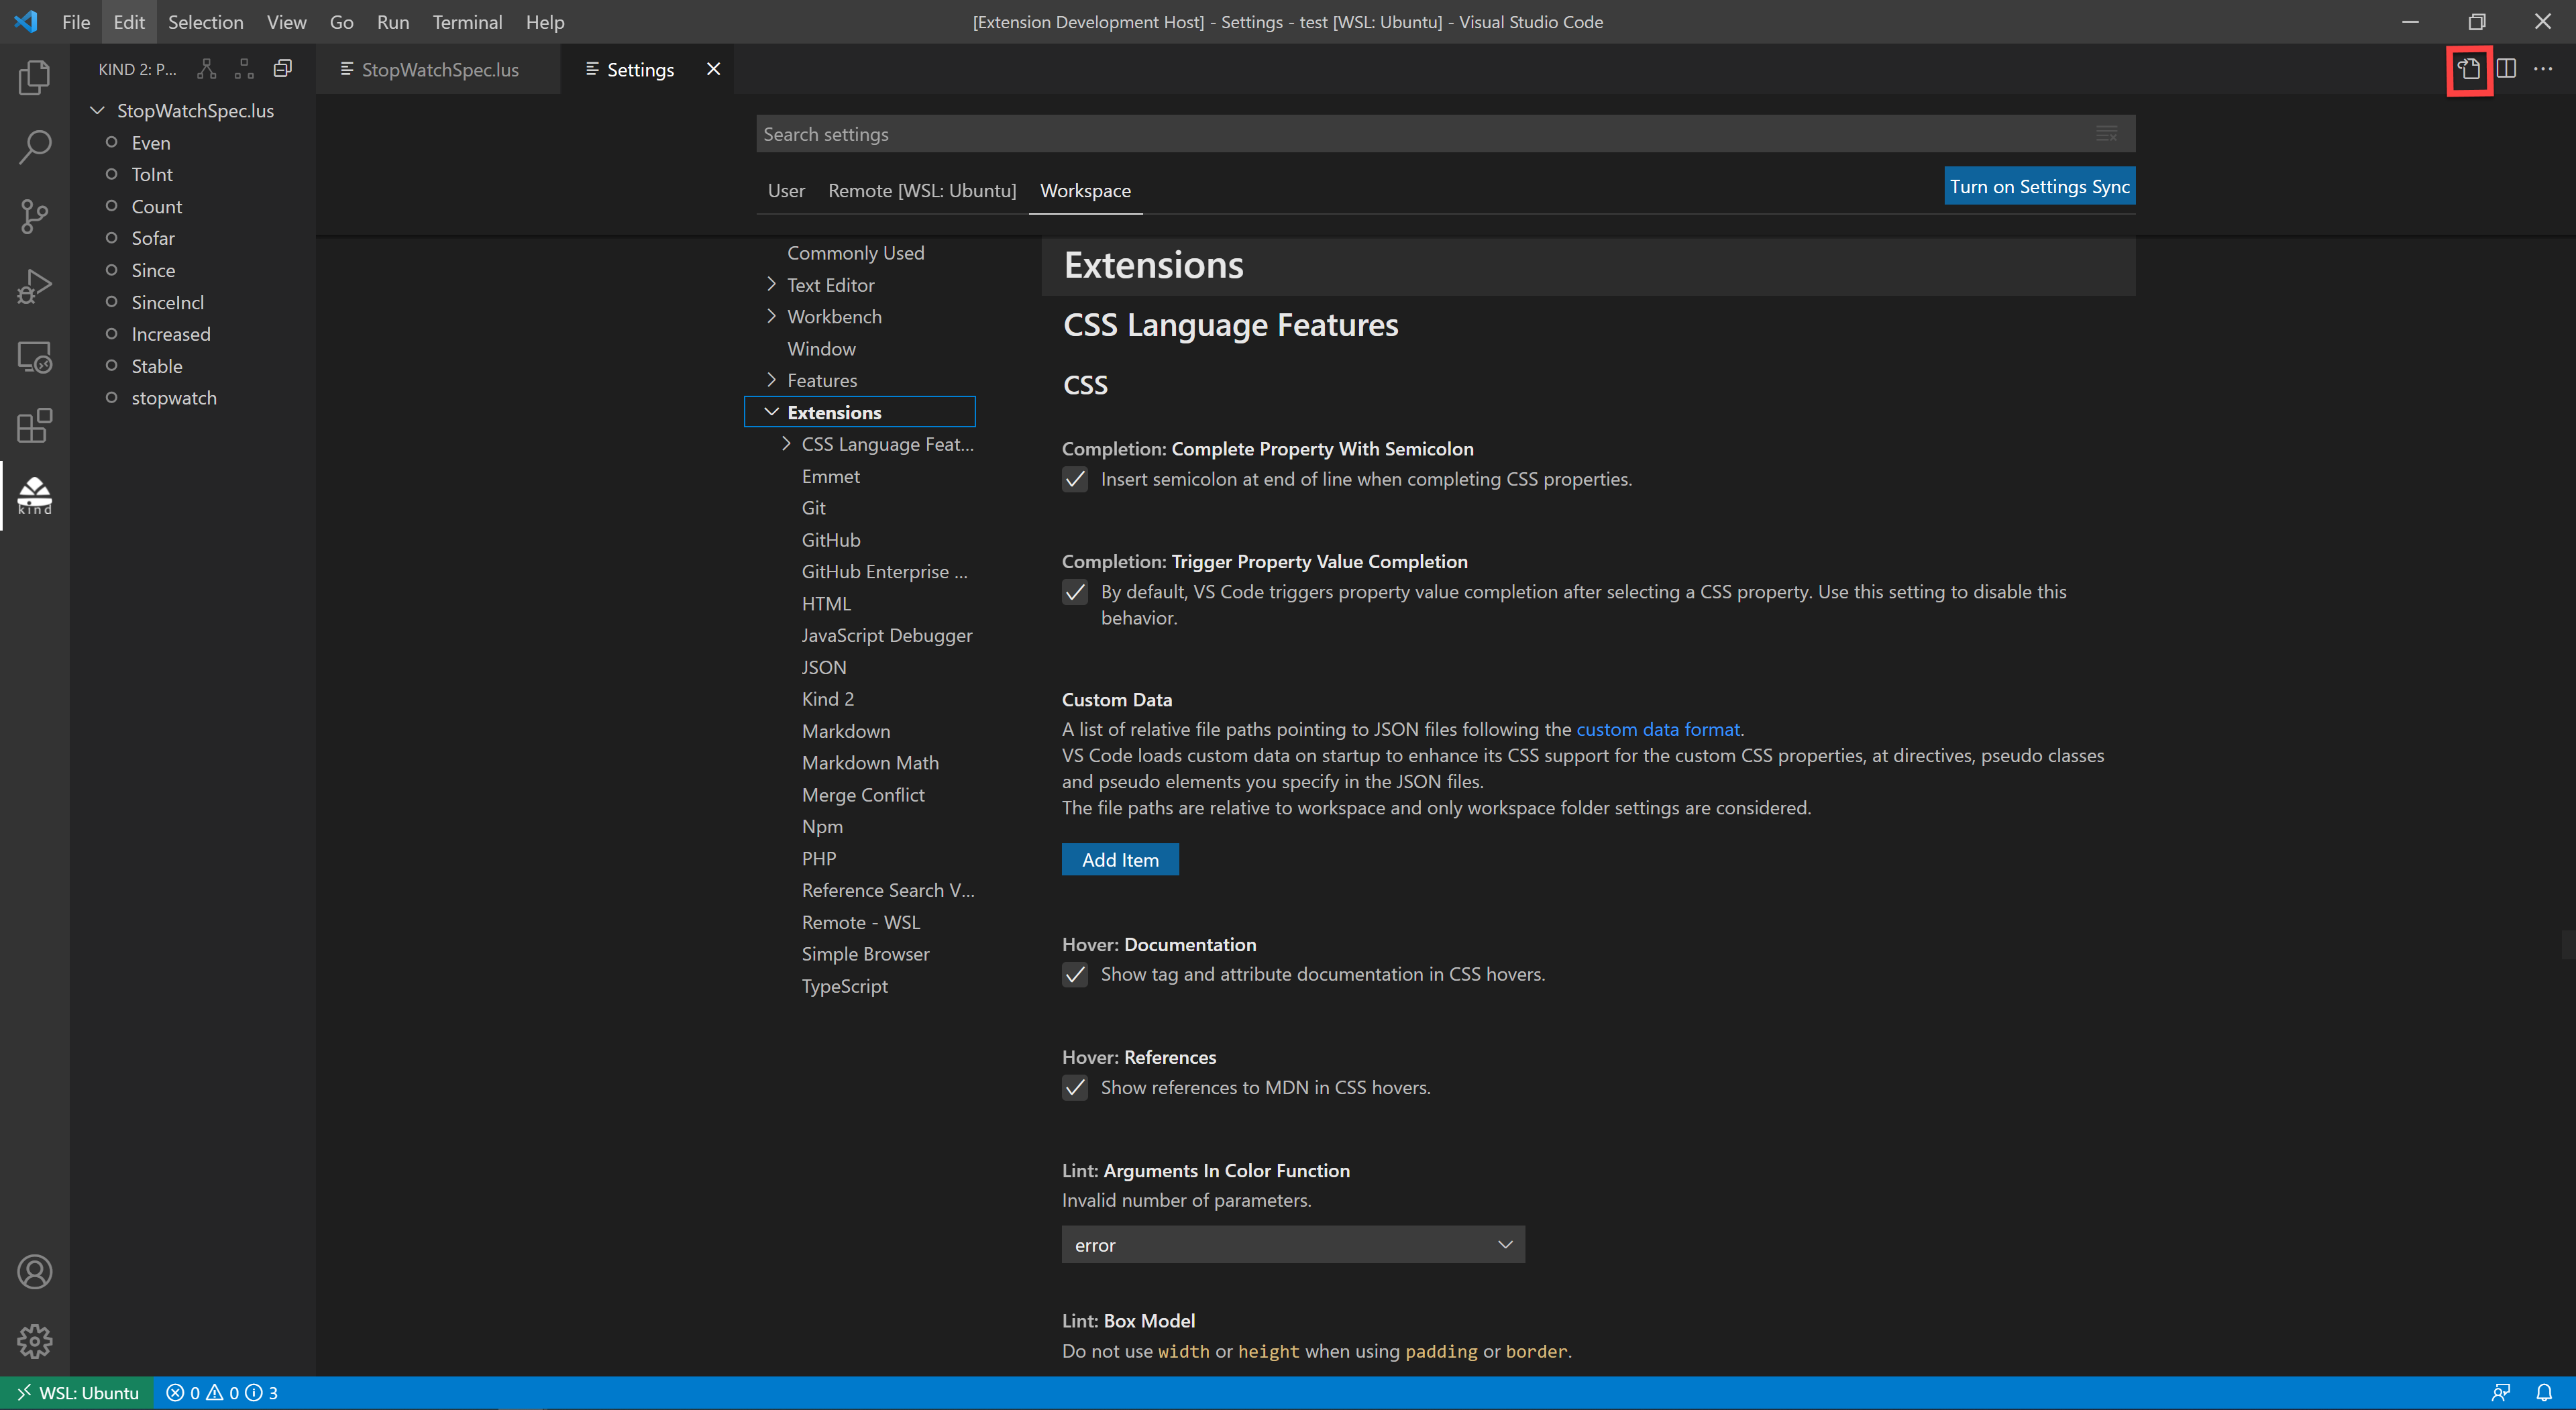 File Edit Selection View Go Run Terminal Help
[Extension Development Host] - Settings - test [WSL: Ubuntu] - Visual Studio Code
KIND 2: P...
StopWatchSpec.lus
Settings
StopWatchSpec.lus
Even
ToInt
Count
Sofar
Since
SinceIncl
Increased
Stable
stopwatch
kind
Search settings
User Remote [WSL: Ubuntu] Workspace
Turn on Settings Sync
Commonly Used
Text Editor
Workbench
Window
Features
Extensions
CSS Language Feat...
Emmet
Git
GitHub
GitHub Enterprise ...
HTML
JavaScript Debugger
JSON
Kind 2
Markdown
Markdown Math
Merge Conflict
Npm
PHP
Reference Search V...
Remote - WSL
Simple Browser
TypeScript
Extensions
CSS Language Features
CSS
Completion: Complete Property With Semicolon
Insert semicolon at end of line when completing CSS properties.
Completion: Trigger Property Value Completion
By default, VS Code triggers property value completion after selecting a CSS property. Use this setting to disable this
behavior.
Custom Data
A list of relative file paths pointing to JSON files following the custom data format.
VS Code loads custom data on startup to enhance its CSS support for the custom CSS properties, at directives, pseudo classes
and pseudo elements you specify in the JSON files.
The file paths are relative to workspace and only workspace folder settings are considered.
Add Item
Hover: Documentation
Show tag and attribute documentation in CSS hovers.
Hover: References
Show references to MDN in CSS hovers.
Lint: Arguments In Color Function
Invalid number of parameters.
error
Lint: Box Model
Do not use width or height when using padding or border.
WSL: Ubuntu 0 0 3